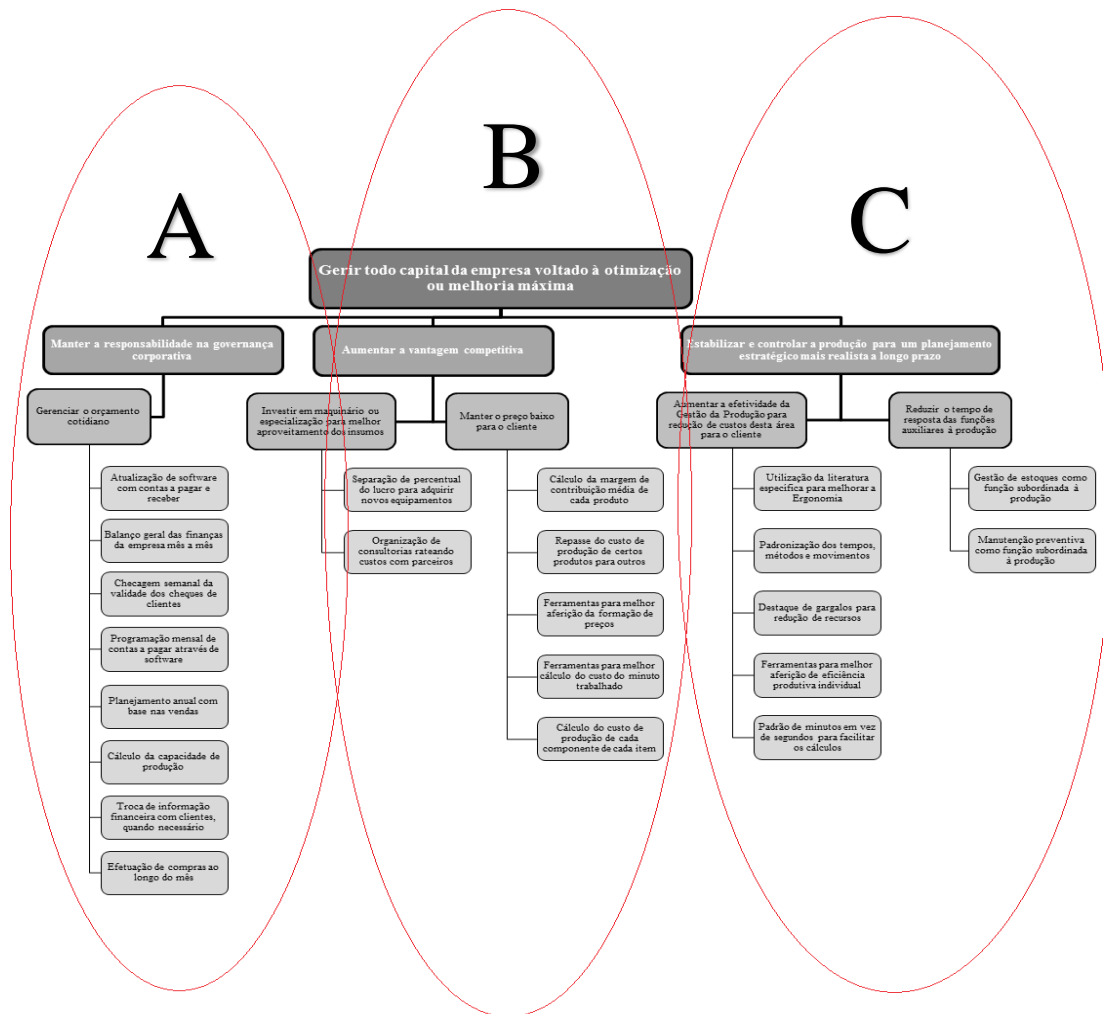 A
B
C
Gerir todo capital da empresa voltado à otimização
ou melhoria máxima
Manter a responsabilidade na governança
corporativa
Aumentar a vantagem competitiva
Estabilizar e controlar a produção para um planejamento
estratégico mais realista a longo prazo
Gerenciar o orçamento
cotidiano
Investir em maquinário ou
especialização para melhor
aproveitamento dos insumos
Manter o preço baixo
para o cliente
Aumentar a efetividade da
Gestão da Produção para
redução de custos desta área
para o cliente
Reduzir o tempo de
resposta das funções
auxiliares à produção
Atualização de software
com contas a pagar e
receber
Balanço geral das finanças
da empresa mês a mês
Checagem semanal da
validade dos cheques de
clientes
Programação mensal de
contas a pagar através de
software
Planejamento anual com
base nas vendas
Cálculo da capacidade de
produção
Troca de informação
financeira com clientes,
quando necessário
Efetuação de compras ao
longo do mês
Separação de percentual
do lucro para adquirir
novos equipamentos
Organização de
consultorias rateando
custos com parceiros
Cálculo da margem de
contribuição média de
cada produto
Repasse do custo de
produção de certos
produtos para outros
Ferramentas para melhor
aferição da formação de
preços
Ferramentas para melhor
cálculo do custo do minuto
trabalhado
Cálculo do custo de
produção de cada
componente de cada item
Utilização da literatura
especifica para melhorar a
Ergonomia
Padronização dos tempos,
métodos e movimentos
Destaque de gargalos para
redução de recursos
Ferramentas para melhor
aferição de eficiência
produtiva individual
Padrão de minutos em vez
de segundos para facilitar
os cálculos
Gestão de estoques como
função subordinada à
produção
Manutenção preventiva
como função subordinada
à produção